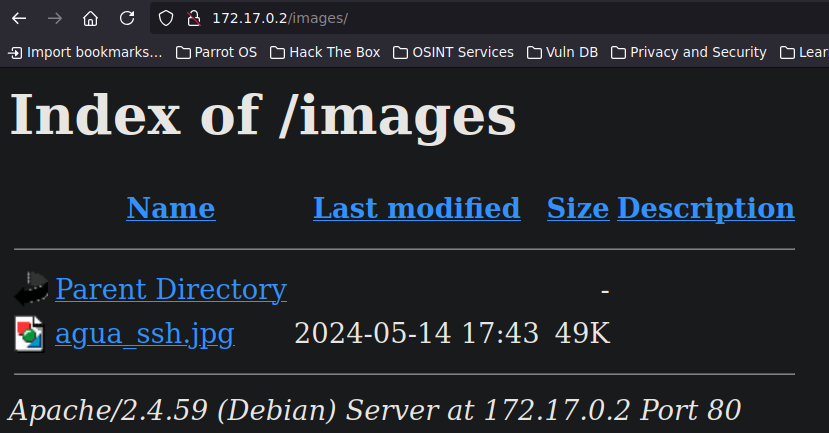 172.17.0.2/images/
Import bookmarks... Parrot OS Hack The Box OSINT Services Vuln DB Privacy and Security Lear
Index of /images
Name Last modified Size Description
Parent Directory -
agua_ssh.jpg 2024-05-14 17:43 49K
Apache/2.4.59 (Debian) Server at 172.17.0.2 Port 80